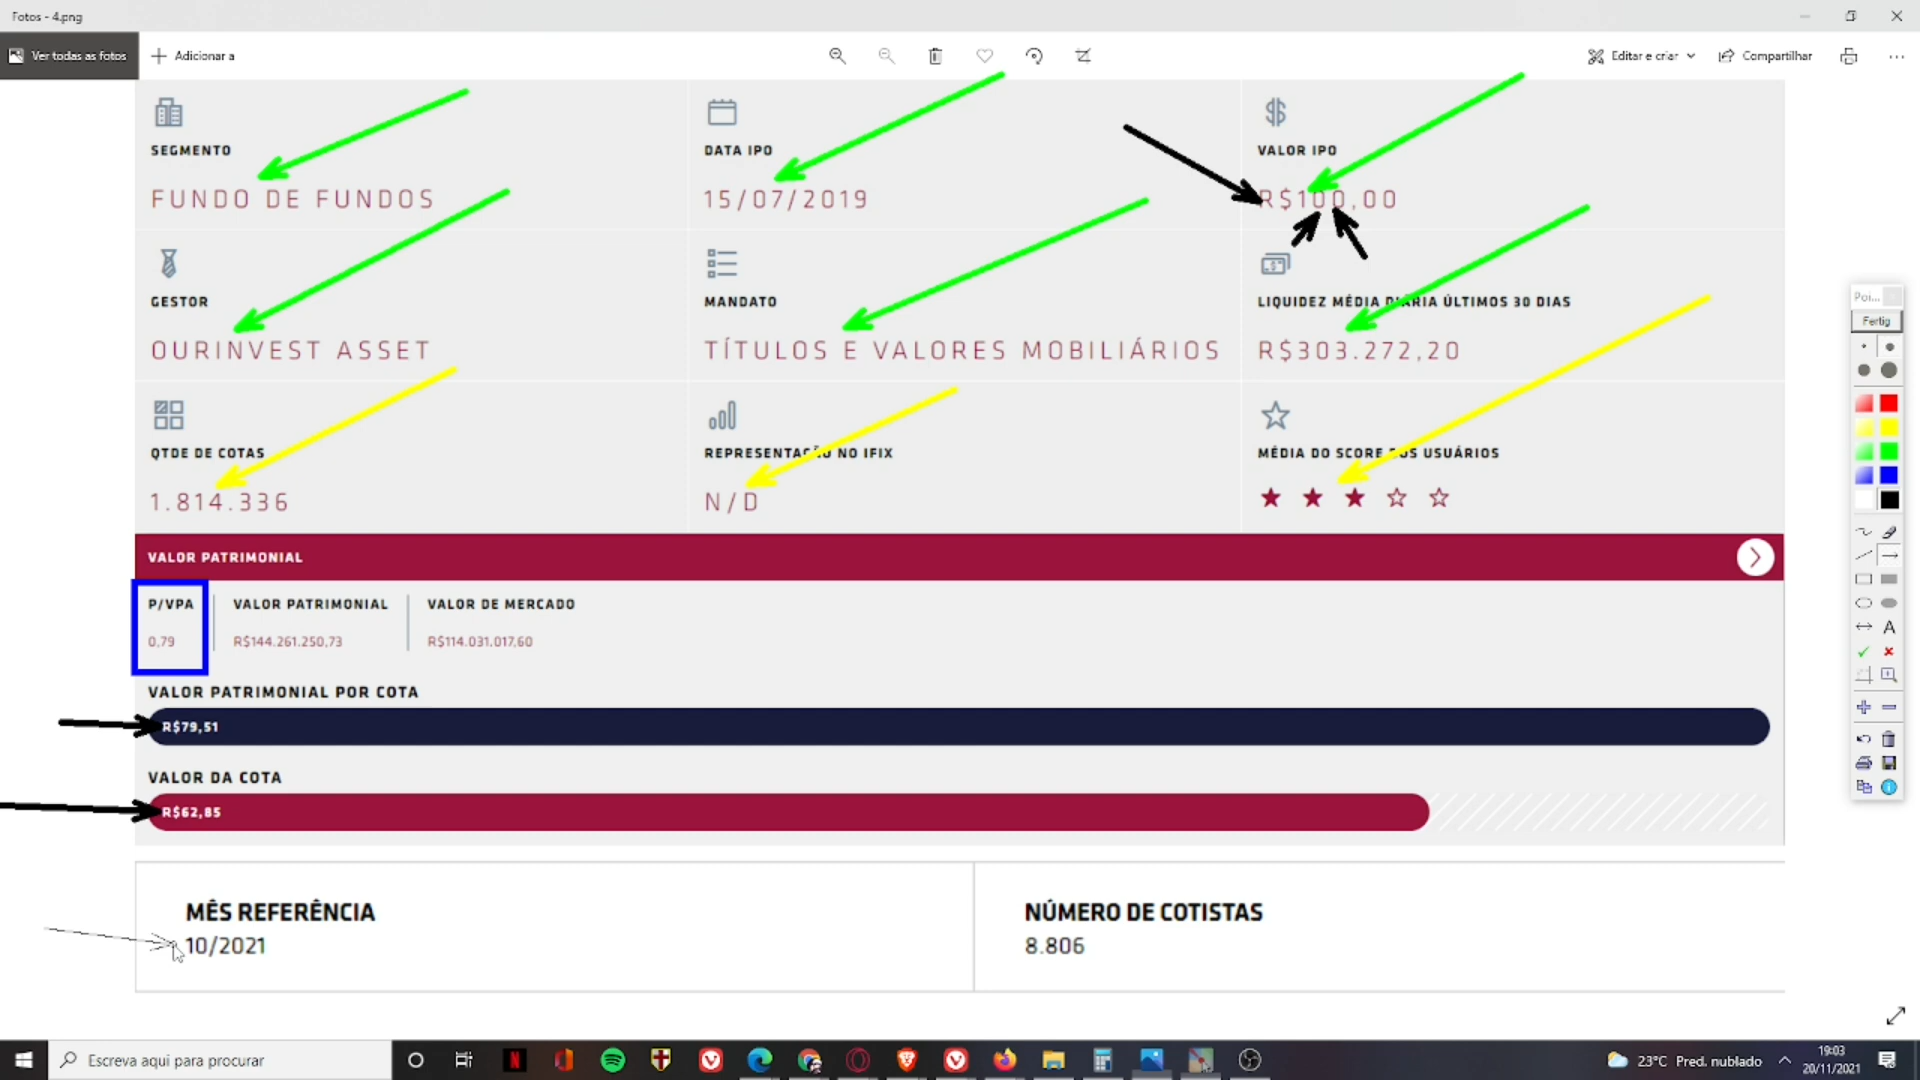 Fotos - 4.png
Ver todas as fotos
Adicionar a
Editar e criar
Compartilhar
SEGMENTO
FUNDO DE FUNDOS
DATA IPO
15/07/2019
VALOR IPO
R$100,00
GESTOR
OURINVEST ASSET
MANDATO
TÍTULOS E VALORES MOBILIÁRIOS
LIQUIDEZ MÉDIA DIÁRIA ÚLTIMOS 30 DIAS
R$303.272,20
QTDE DE COTAS
1.814.336
REPRESENTAÇÃO NO IFIX
N/D
MÉDIA DO SCORE DOS USUÁRIOS
VALOR PATRIMONIAL
P/VPA
0,79
VALOR PATRIMONIAL
R$144.261.250,73
VALOR DE MERCADO
R$114.031.017,60
VALOR PATRIMONIAL POR COTA
R$79,51
VALOR DA COTA
R$62,85
MÊS REFERÊNCIA
10/2021
NÚMERO DE COTISTAS
8.806
Poi...
Fertig
A
Escreva aqui para procurar
23°C Pred. nublado
19:03
20/11/2021